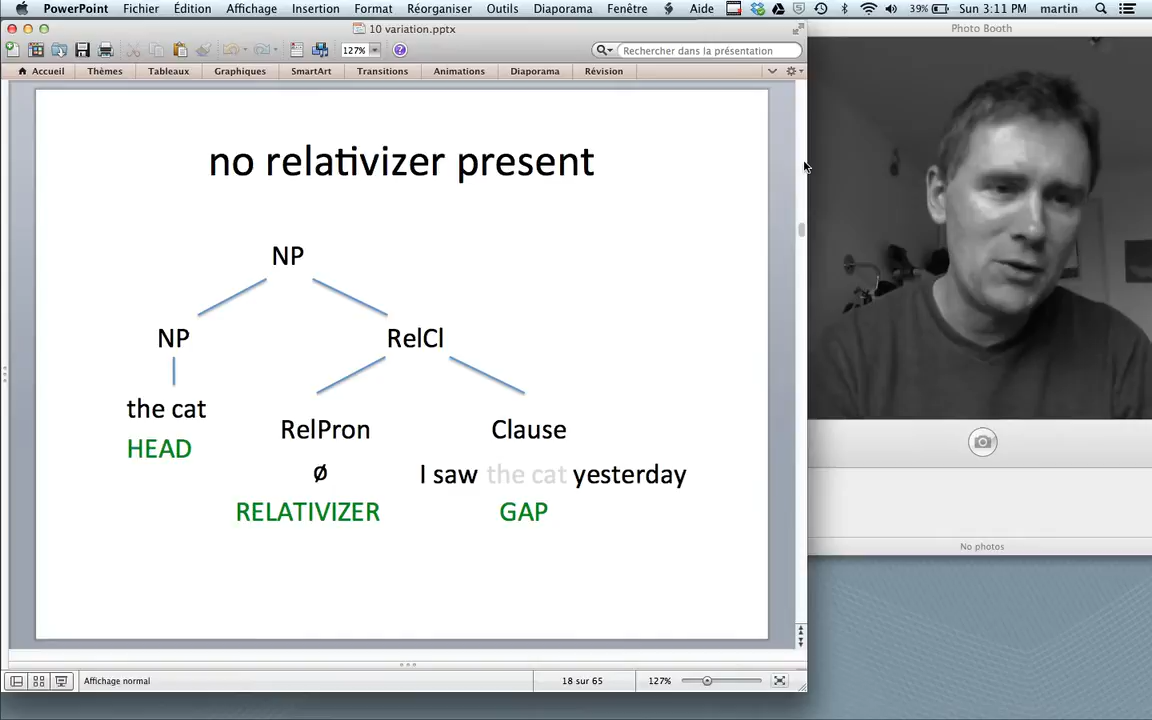 PowerPoint Fichier Édition Affichage Insertion Format Réorganiser Outils Diaporama Fenêtre Aide 39% Sun 3:11 PM martin
10 variation.pptx
Photo Booth
127% Rechercher dans la présentation
Accueil Thèmes Tableaux Graphiques SmartArt Transitions Animations Diaporama Révision
no relativizer present
NP
NP RelCl
the cat
RelPron Clause
HEAD
ø I saw the cat yesterday
RELATIVIZER GAP
No photos
Affichage normal 18 sur 65 127%